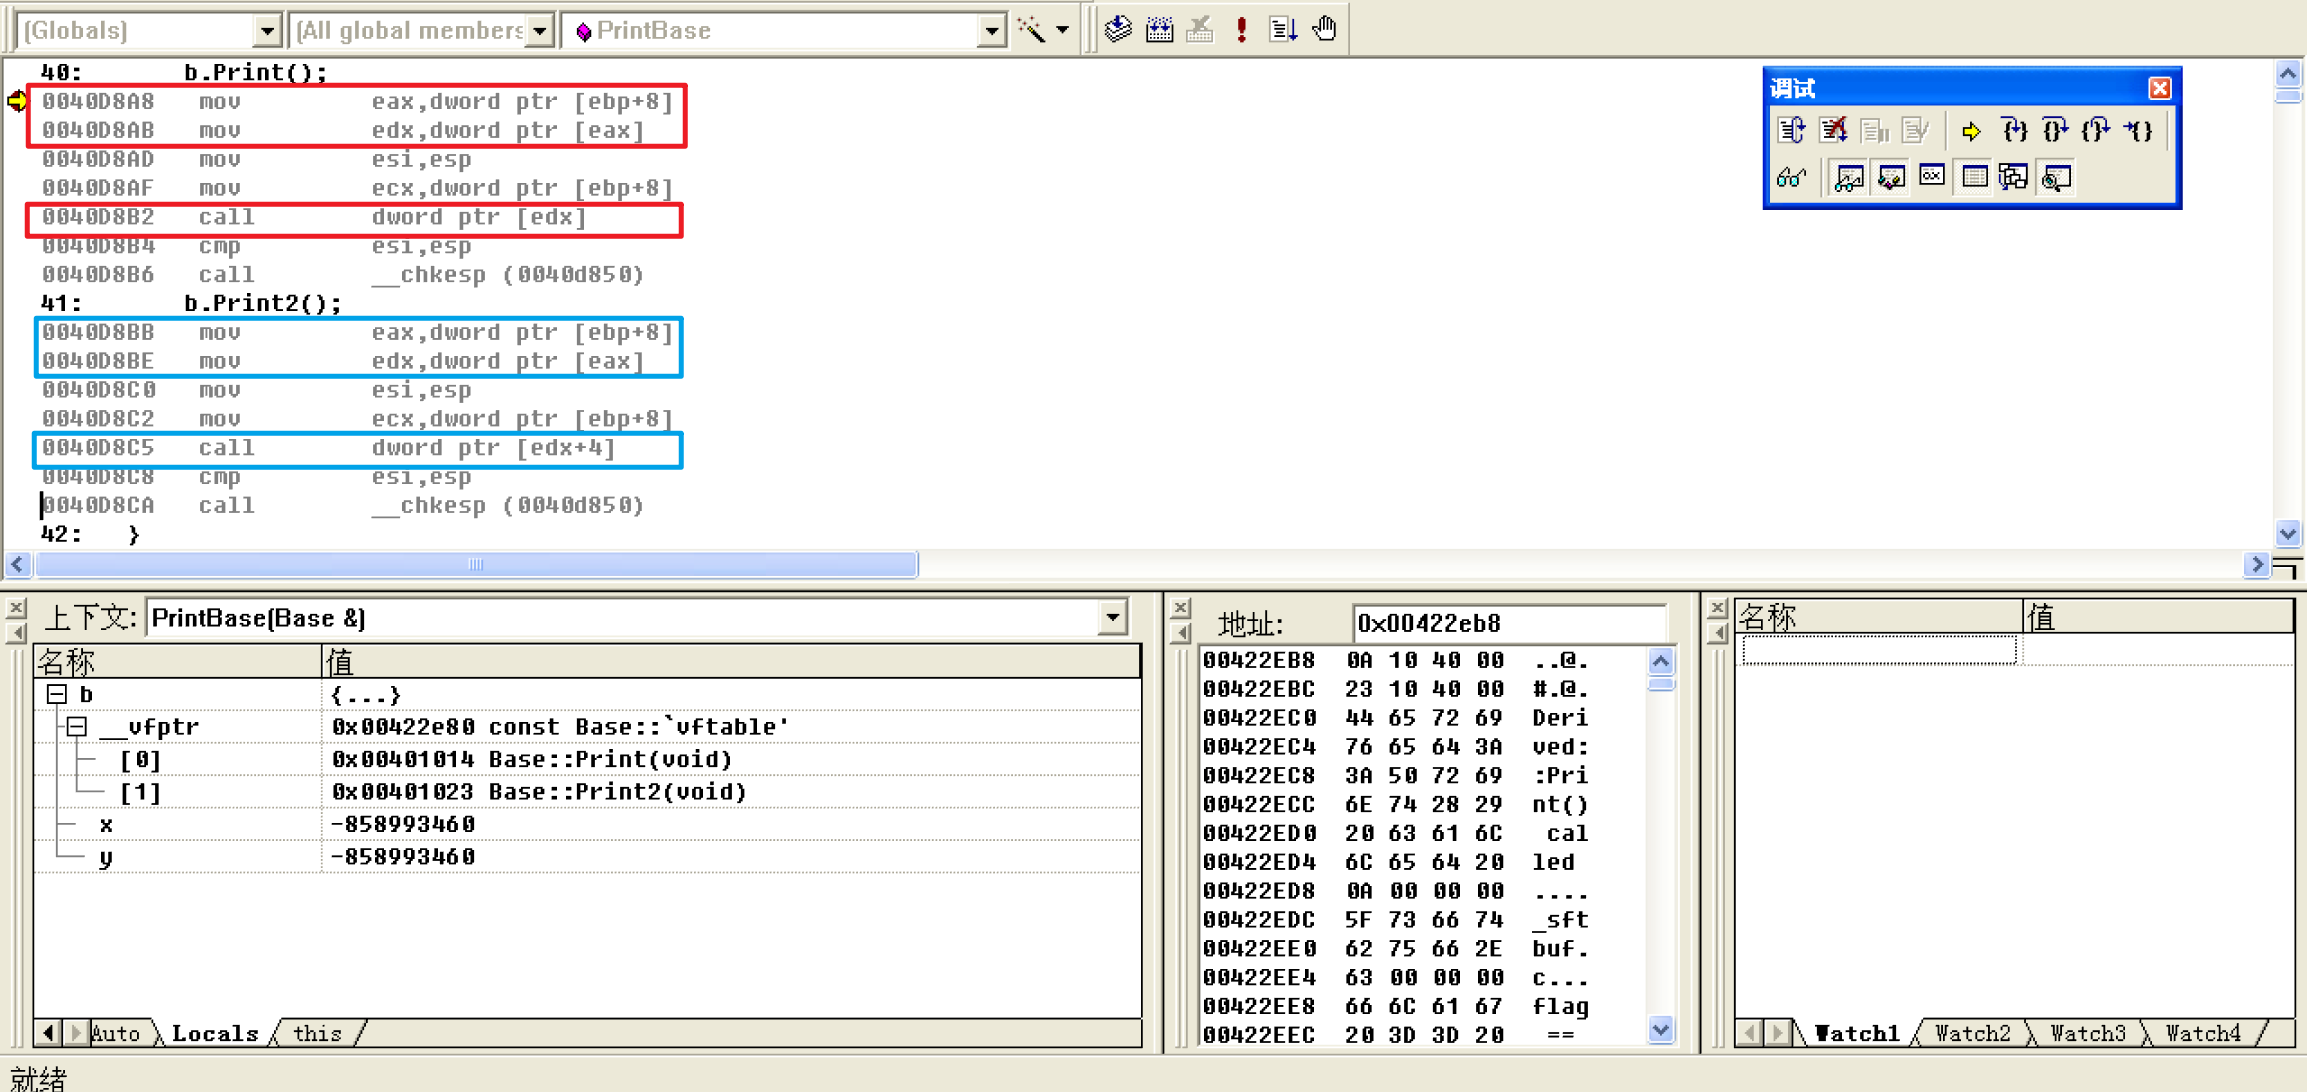 (Globals) (All global members PrintBase
40: b.Print();
0040D8A8 mov eax,dword ptr [ebp+8]
0040D8AB mov edx,dword ptr [eax]
0040D8AD mov esi,esp
0040D8AF mov ecx,dword ptr [ebp+8]
0040D8B2 call dword ptr [edx]
0040D8B4 cmp esi,esp
0040D8B6 call __chkesp (0040d850)
41: b.Print2();
0040D8BB mov eax,dword ptr [ebp+8]
0040D8BE mov edx,dword ptr [eax]
0040D8C0 mov esi,esp
0040D8C2 mov ecx,dword ptr [ebp+8]
0040D8C5 call dword ptr [edx+4]
0040D8C8 cmp esi,esp
0040D8CA call __chkesp (0040d850)
42: }
调试
上下文: PrintBase(Base &)
名称 值
b {...}
__vfptr 0x00422e80 const Base::`vftable'
[0] 0x00401014 Base::Print(void)
[1] 0x00401023 Base::Print2(void)
x -858993460
y -858993460
Auto Locals this
地址: 0x00422eb8
00422EB8 0A 10 40 00 ..@.
00422EBC 23 10 40 00 #.@.
00422EC0 44 65 72 69 Deri
00422EC4 76 65 64 3A ved:
00422EC8 3A 50 72 69 :Pri
00422ECC 6E 74 28 29 nt()
00422ED0 20 63 61 6C cal
00422ED4 6C 65 64 20 led
00422ED8 0A 00 00 00 ....
00422EDC 5F 73 66 74 _sft
00422EE0 62 75 66 2E buf.
00422EE4 63 00 00 00 c...
00422EE8 66 6C 61 67 flag
00422EEC 20 3D 3D 20 ==
名称 值
Watch1 Watch2 Watch3 Watch4
就绪